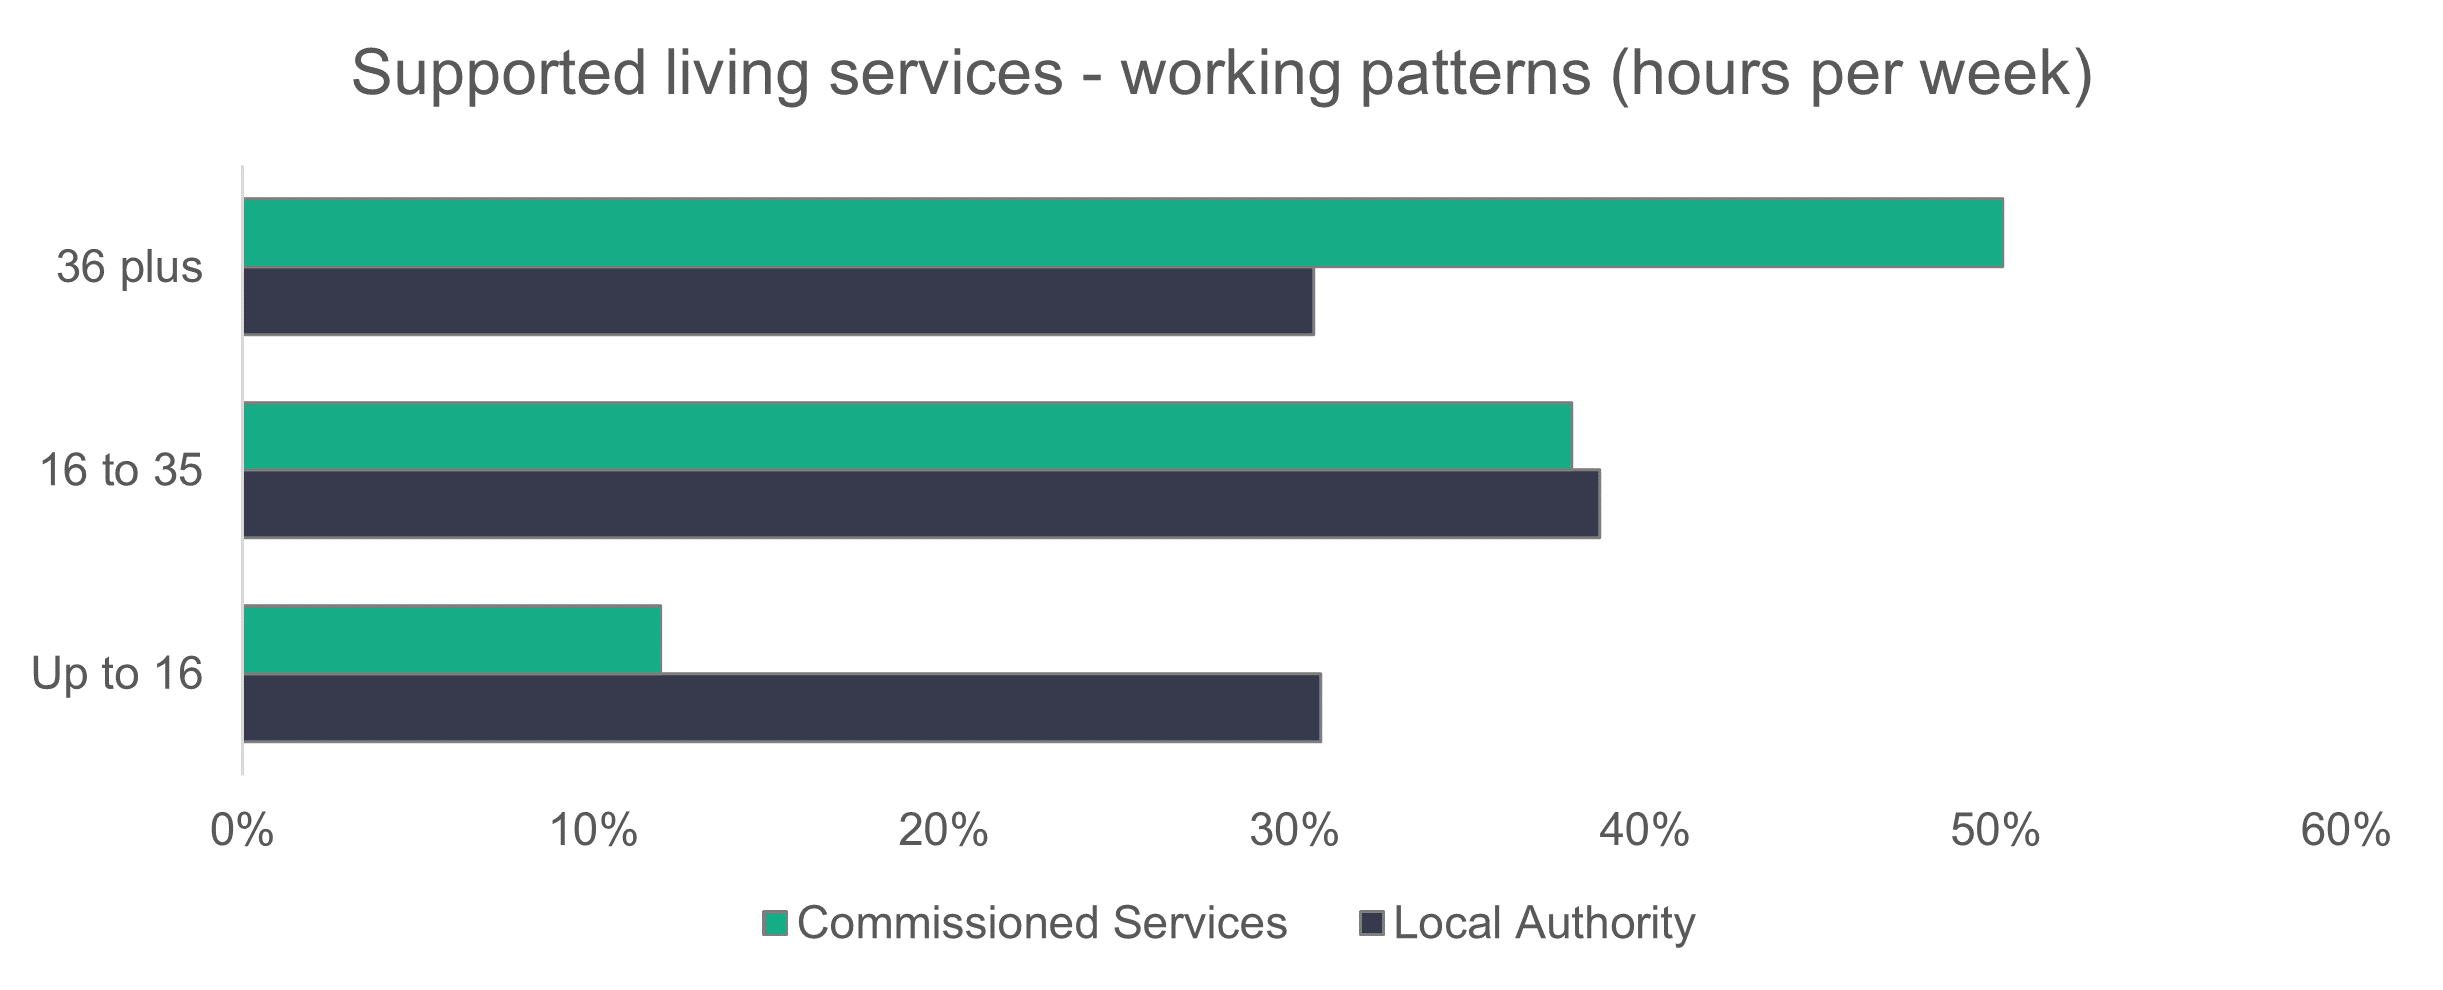 Supported living services - working patterns (hours per week)
36 plus
16 to 35
Up to 16
0% 10% 20% 30% 40% 50% 60%
Commissioned Services Local Authority